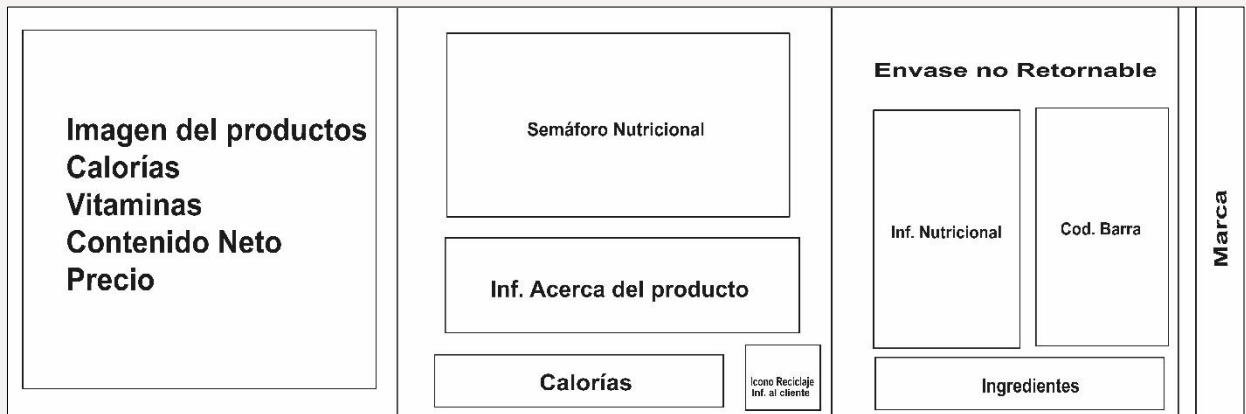 Imagen del productos
Calorías
Vitaminas
Contenido Neto
Precio
Semáforo Nutricional
Inf. Acerca del producto
Calorías
Icono Reciclaje
Inf. al cliente
Envase no Retornable
Inf. Nutricional
Cod. Barra
Ingredientes
Marca